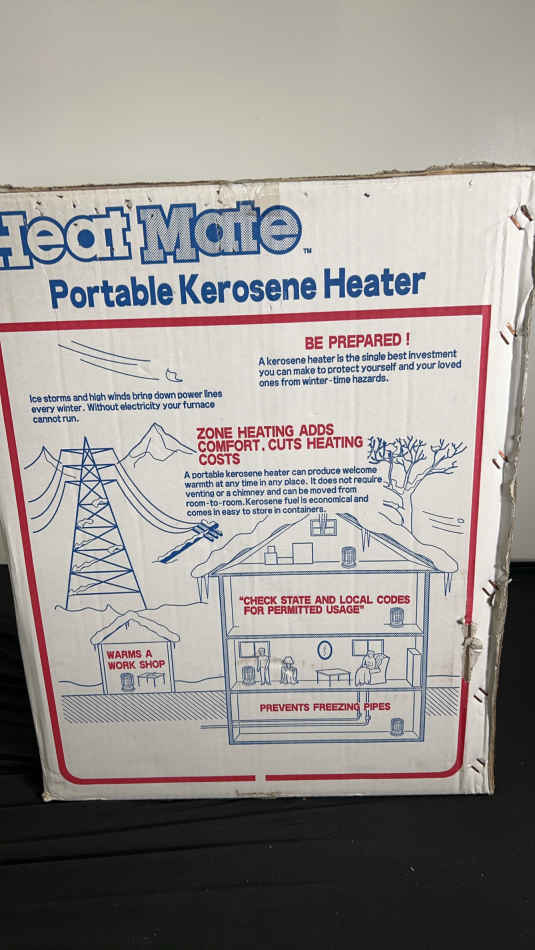 Heat Mate™
Portable Kerosene Heater
BE PREPARED !
A kerosene heater is the single best investment
you can make to protect yourself and your loved
ones from winter-time hazards.
Ice storms and high winds bring down power lines
every winter. Without electricity your furnace
cannot run.
ZONE HEATING ADDS
COMFORT, CUTS HEATING
COSTS
A portable kerosene heater can produce welcome
warmth at any time in any place. It does not require
venting or a chimney and can be moved from
room-to-room. Kerosene fuel is economical and
comes in easy to store in containers.
"CHECK STATE AND LOCAL CODES
FOR PERMITTED USAGE"
WARMS A
WORK SHOP
PREVENTS FREEZING PIPES